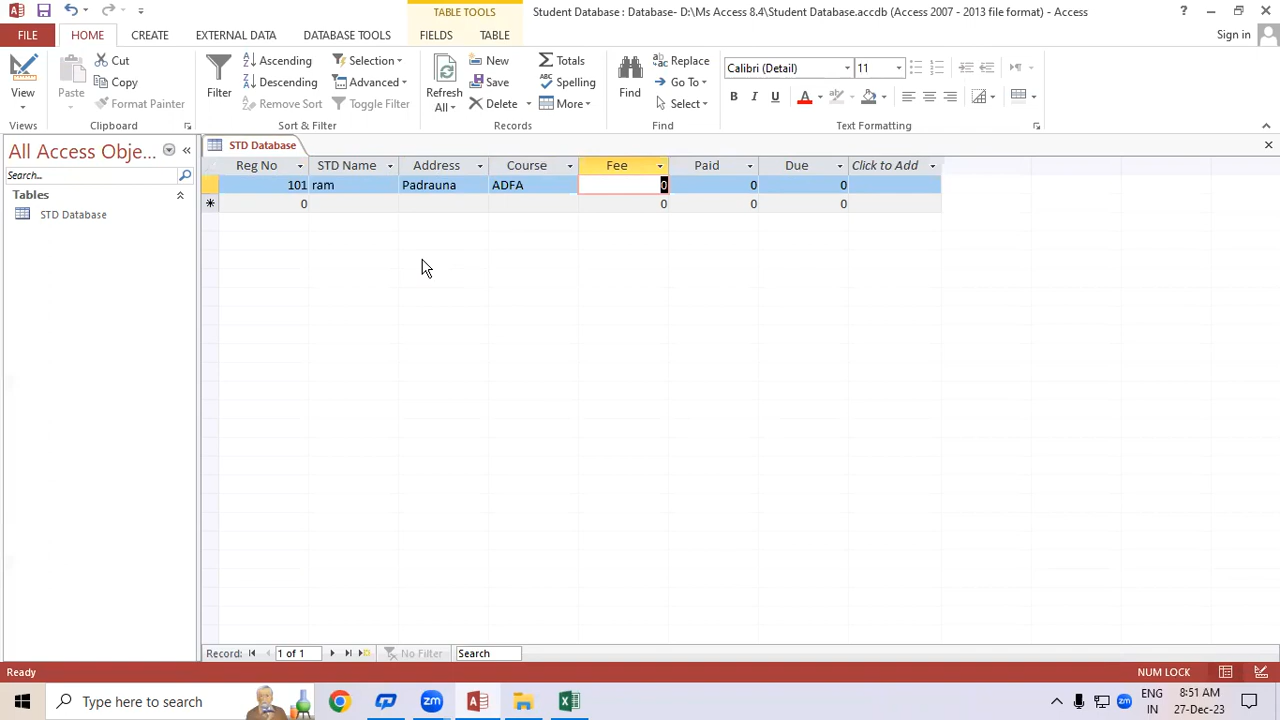 TABLE TOOLS Student Database : Database- D:\Ms Access 8.4\Student Database.accdb (Access 2007 - 2013 file format) - Access ?
FILE HOME CREATE EXTERNAL DATA DATABASE TOOLS FIELDS TABLE Sign in
View Paste Cut Copy Format Painter
Views Clipboard
Filter Ascending Descending Remove Sort Selection Advanced Toggle Filter
Sort & Filter
Refresh All New Save Delete Totals Spelling More
Records
Find Replace Go To Select
Find
Calibri (Detail) 11
B I U A ab
Text Formatting
All Access Obje... «
Search...
Tables
STD Database
STD Database
Reg No STD Name Address Course Fee Paid Due Click to Add
101 ram Padrauna ADFA 0 0 0
0 0 0 0
Record: 1 of 1 No Filter Search
Ready NUM LOCK
Type here to search zm zm ENG IN 8:51 AM 27-Dec-23